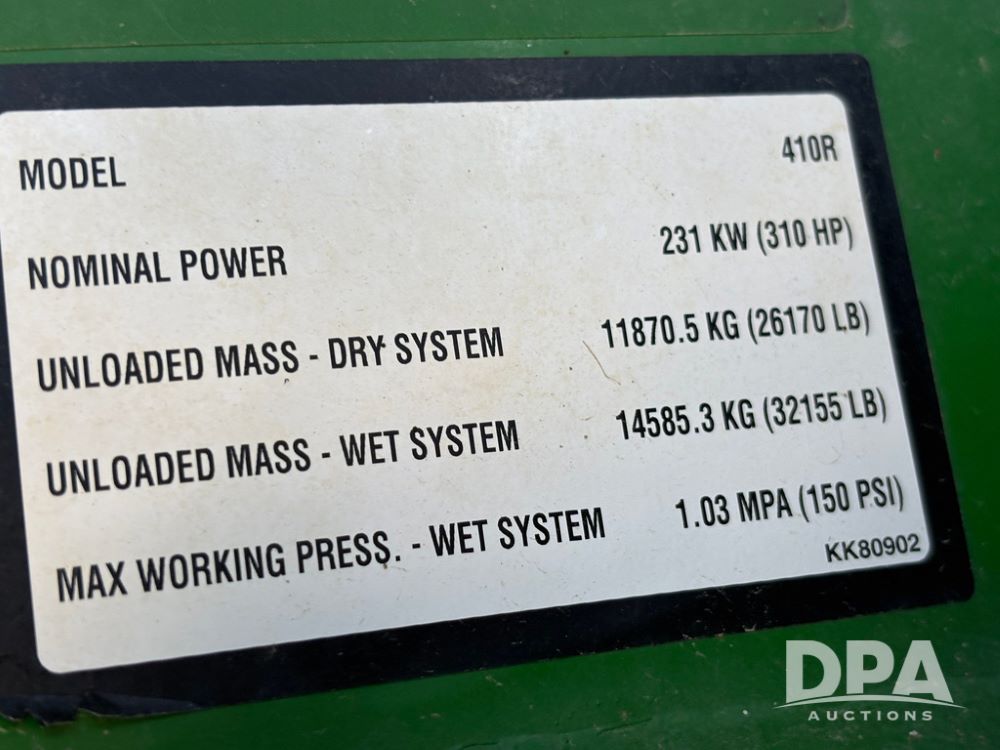 MODEL 410R
NOMINAL POWER 231 KW (310 HP)
UNLOADED MASS - DRY SYSTEM 11870.5 KG (26170 LB)
UNLOADED MASS - WET SYSTEM 14585.3 KG (32155 LB)
MAX WORKING PRESS. - WET SYSTEM 1.03 MPA (150 PSI)
KK80902
DPA
AUCTIONS